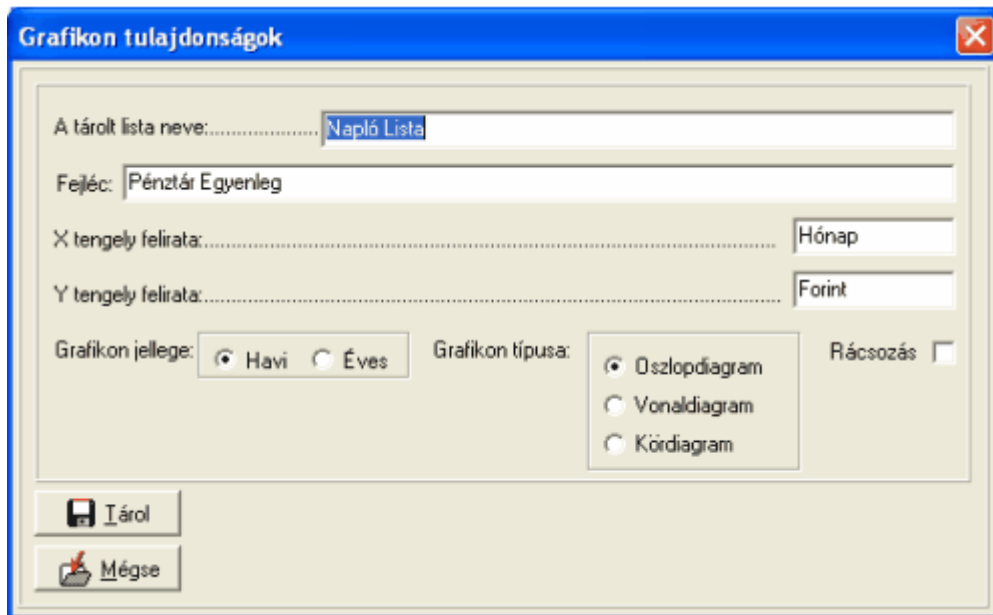 Grafikon tulajdonságok
A tárolt lista neve:.................... Napló Lista
Fejléc: Pénztár Egyenleg
X tengely felirata:.................................................................................................... Hónap
Y tengely felirata:.................................................................................................... Forint
Grafikon jellege: Havi Éves Grafikon típusa: Oszlopdiagram Rácsozás
Vonaldiagram
Kördiagram
Tárol
Mégse